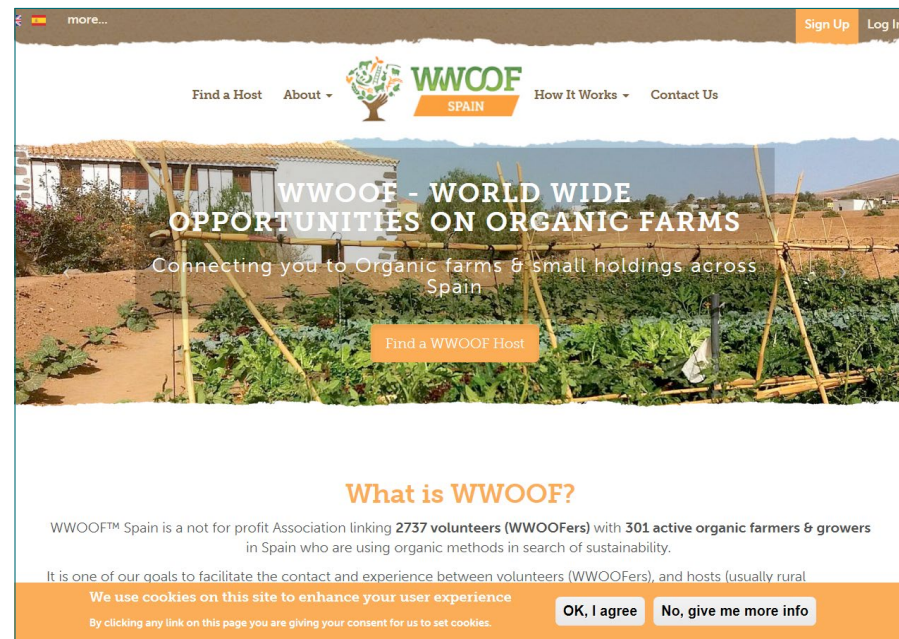 more...
Sign Up
Log In
Find a Host
About
WWOOF
SPAIN
How It Works
Contact Us
WWOOF - WORLD WIDE
OPPORTUNITIES ON ORGANIC FARMS
Connecting you to Organic farms & small holdings across
Spain
Find a WWOOF Host
What is WWOOF?
WWOOF™ Spain is a not for profit Association linking 2737 volunteers (WWOOFers) with 301 active organic farmers & growers
in Spain who are using organic methods in search of sustainability.
It is one of our goals to facilitate the contact and experience between volunteers (WWOOFers), and hosts (usually rural
We use cookies on this site to enhance your user experience
By clicking any link on this page you are giving your consent for us to set cookies.
OK, I agree
No, give me more info